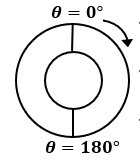 θ = 0°
θ = 180°